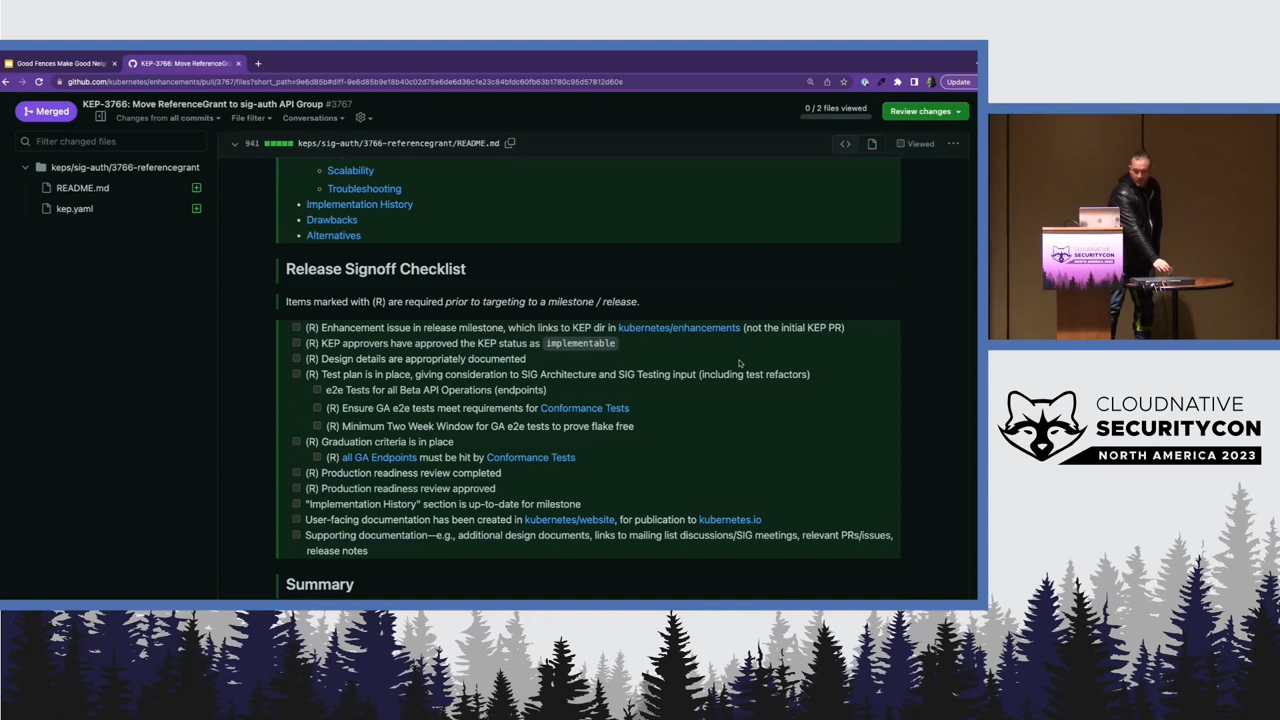 Good Fences Make Good Neig
KEP-3766: Move ReferenceGr
github.com/kubernetes/enhancements/pull/3767/files?short_path=9e6d85b#diff-9e6d85b9e18b40c02d75e6de6d36c1e23c84bfdc60fb63b1780c95d57812d60e
Update
Merged
KEP-3766: Move ReferenceGrant to sig-auth API Group #3767
Changes from all commits
File filter
Conversations
0 / 2 files viewed
Review changes
Filter changed files
keps/sig-auth/3766-referencegrant
README.md
kep.yaml
941
keps/sig-auth/3766-referencegrant/README.md
Viewed
Scalability
Troubleshooting
Implementation History
Drawbacks
Alternatives
Release Signoff Checklist
Items marked with (R) are required prior to targeting to a milestone / release.
(R) Enhancement issue in release milestone, which links to KEP dir in kubernetes/enhancements (not the initial KEP PR)
(R) KEP approvers have approved the KEP status as implementable
(R) Design details are appropriately documented
(R) Test plan is in place, giving consideration to SIG Architecture and SIG Testing input (including test refactors)
e2e Tests for all Beta API Operations (endpoints)
(R) Ensure GA e2e tests meet requirements for Conformance Tests
(R) Minimum Two Week Window for GA e2e tests to prove flake free
(R) Graduation criteria is in place
(R) all GA Endpoints must be hit by Conformance Tests
(R) Production readiness review completed
(R) Production readiness review approved
"Implementation History" section is up-to-date for milestone
User-facing documentation has been created in kubernetes/website, for publication to kubernetes.io
Supporting documentation—e.g., additional design documents, links to mailing list discussions/SIG meetings, relevant PRs/issues,
release notes
Summary
CLOUDNATIVE
SECURITYCON
NORTH AMERICA 2023
CLOUDNATIVE
SECURITYCON
NORTH AMERICA 2023